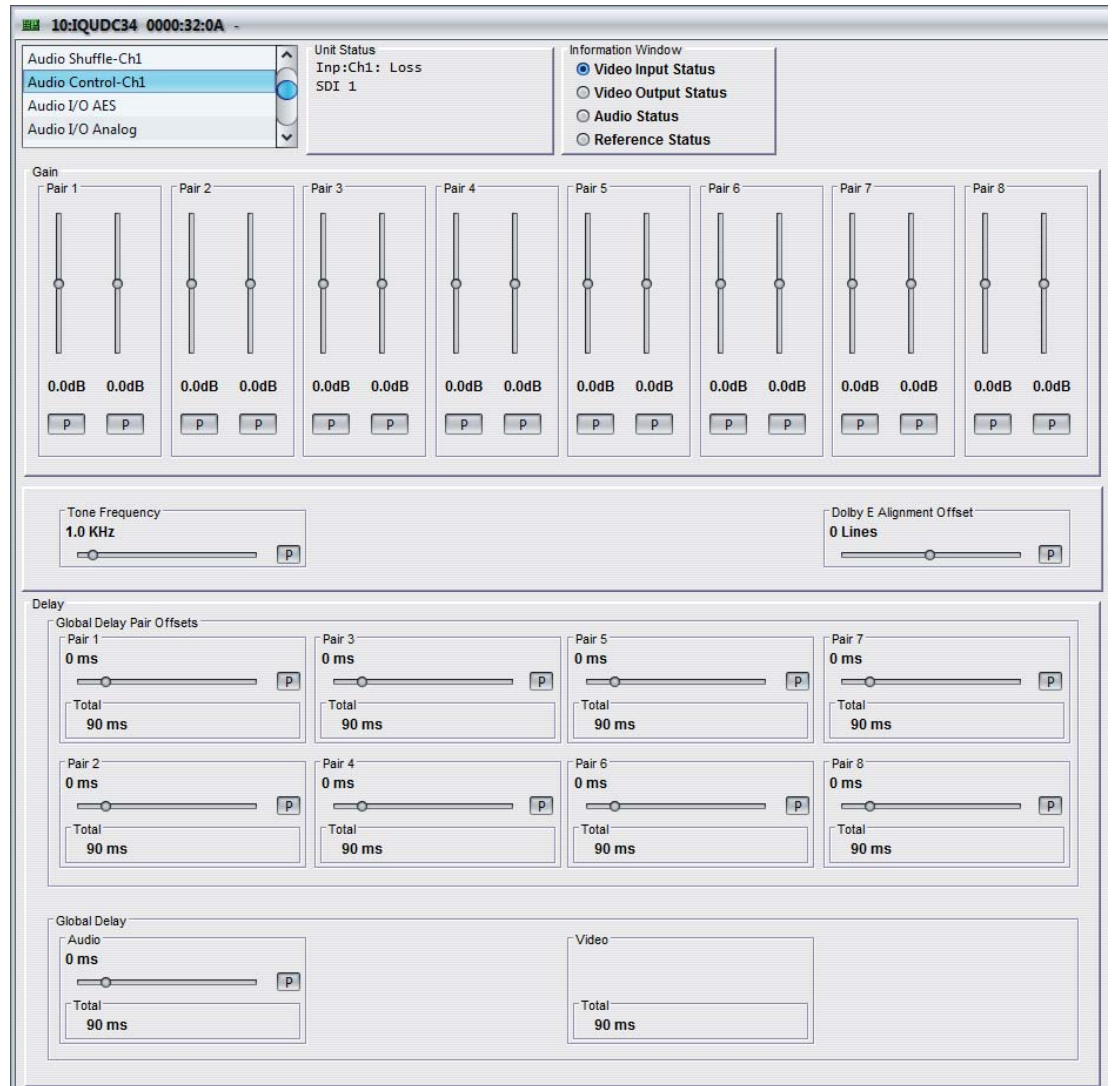 10:IQUDC34 0000:32:0A -
Audio Shuffle-Ch1
Audio Control-Ch1
Audio I/O AES
Audio I/O Analog
Unit Status
Inp:Ch1: Loss
SDI 1
Information Window
Video Input Status
Video Output Status
Audio Status
Reference Status
Gain
Pair 1 Pair 2 Pair 3 Pair 4 Pair 5 Pair 6 Pair 7 Pair 8
0.0dB 0.0dB 0.0dB 0.0dB 0.0dB 0.0dB 0.0dB 0.0dB 0.0dB 0.0dB 0.0dB 0.0dB 0.0dB 0.0dB 0.0dB 0.0dB
P P P P P P P P P P P P P P P P
Tone Frequency
1.0 KHz
P
Dolby E Alignment Offset
0 Lines
P
Delay
Global Delay Pair Offsets
Pair 1 Pair 3 Pair 5 Pair 7
0 ms 0 ms 0 ms 0 ms
P P P P
Total Total Total Total
90 ms 90 ms 90 ms 90 ms
Pair 2 Pair 4 Pair 6 Pair 8
0 ms 0 ms 0 ms 0 ms
P P P P
Total Total Total Total
90 ms 90 ms 90 ms 90 ms
Global Delay
Audio
0 ms
P
Total
90 ms
Video
Total
90 ms